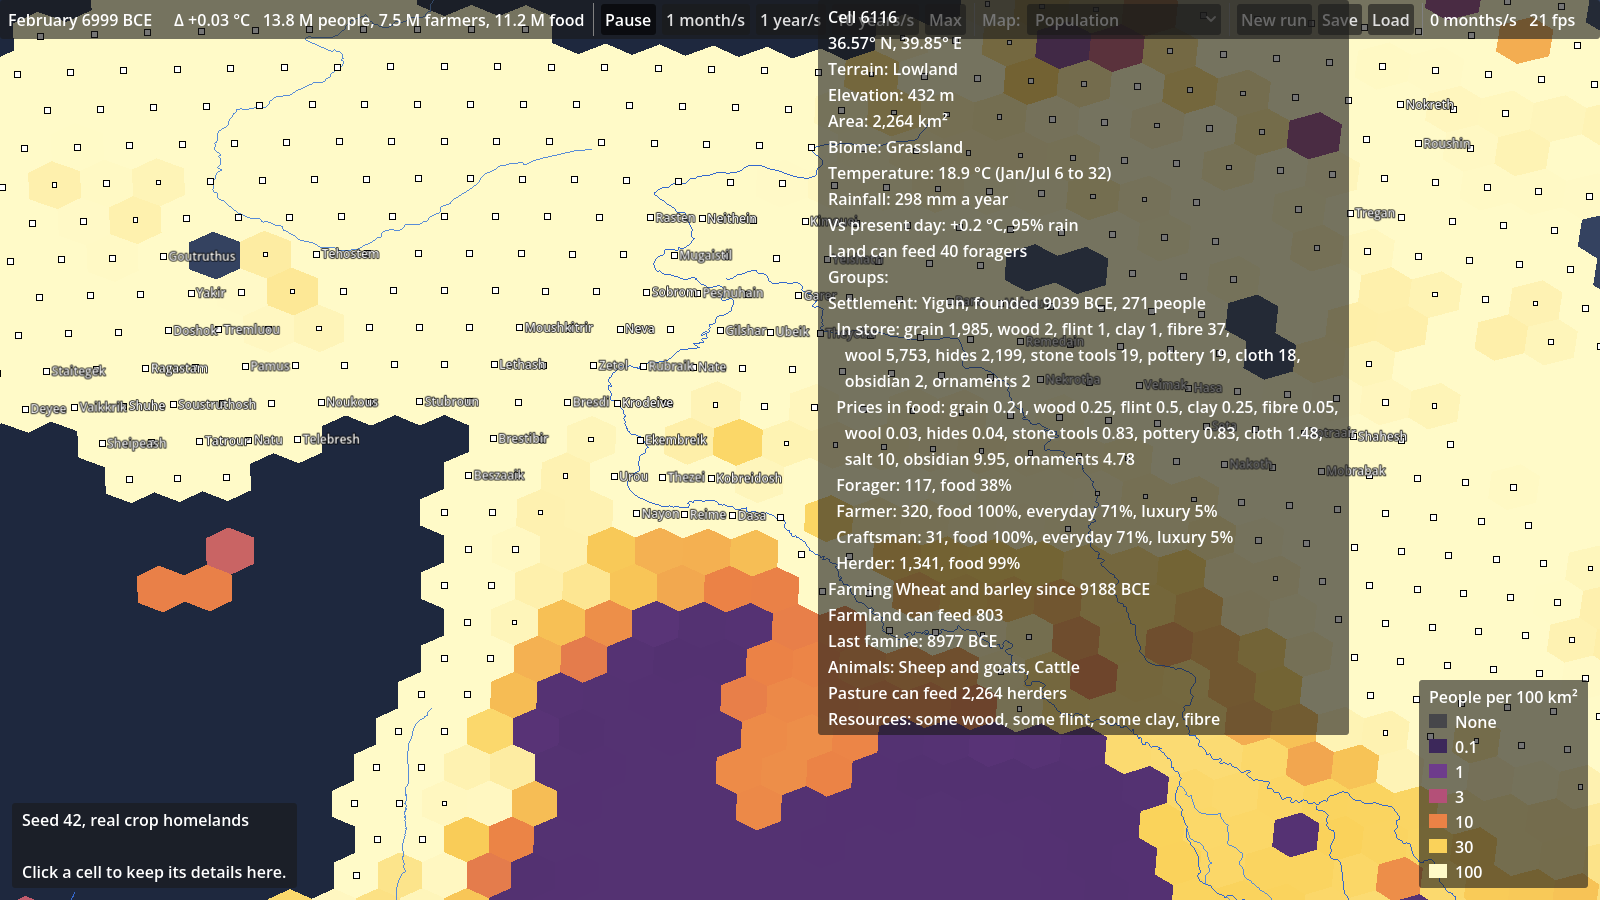 February 6999 BCE Δ +0.03 °C 13.8 M people, 7.5 M farmers, 11.2 M food Pause 1 month/s 1 year/s Max Map: Population New run Save Load 0 months/s 21 fps
Cell 6116
36.57° N, 39.85° E
Terrain: Lowland
Elevation: 432 m
Area: 2,264 km²
Biome: Grassland
Temperature: 18.9 °C (Jan/Jul 6 to 32)
Rainfall: 298 mm a year
Vs present day: +0.2 °C, 95% rain
Land can feed 40 foragers
Groups:
Settlement: Yigan, founded 9039 BCE, 271 people
In store: grain 1,985, wood 2, flint 1, clay 1, fibre 37,
wool 5,753, hides 2,199, stone tools 19, pottery 19, cloth 18,
obsidian 2, ornaments 2
Prices in food: grain 0.21, wood 0.25, flint 0.5, clay 0.25, fibre 0.05,
wool 0.03, hides 0.04, stone tools 0.83, pottery 0.83, cloth 1.48,
salt 10, obsidian 9.95, ornaments 4.78
Forager: 117, food 38%
Farmer: 320, food 100%, everyday 71%, luxury 5%
Craftsman: 31, food 100%, everyday 71%, luxury 5%
Herder: 1,341, food 99%
Farming Wheat and barley since 9188 BCE
Farmland can feed 803
Last famine: 8977 BCE
Animals: Sheep and goats, Cattle
Pasture can feed 2,264 herders
Resources: some wood, some flint, some clay, fibre
Nokreth
Roushin
Tregan
Rasten Neithein
Goutruthus Tehostem Mugaistil
Yakir Sobrom Peshuhain
Doshok Tremluou Moushkitrir Neva Gilshar Ubeik
Remedain
Staitegek Ragastam Pamus Lethash Zetol Rubraik Nate
Nekrotha Veimak Hasa
Deyee Vaikkrik Shuhe Soustruthosh Noukous Stubroun Bresdi Krodeive
Sheipeash Tatrour Natu Telebresh Brestibir Ekembreik
Shahesh
Nakoth Mobrabak
Beszaaik Urou Thezei Kobreidosh
Nayon Reime Dasa
People per 100 km²
None
0.1
1
3
10
30
100
Seed 42, real crop homelands
Click a cell to keep its details here.